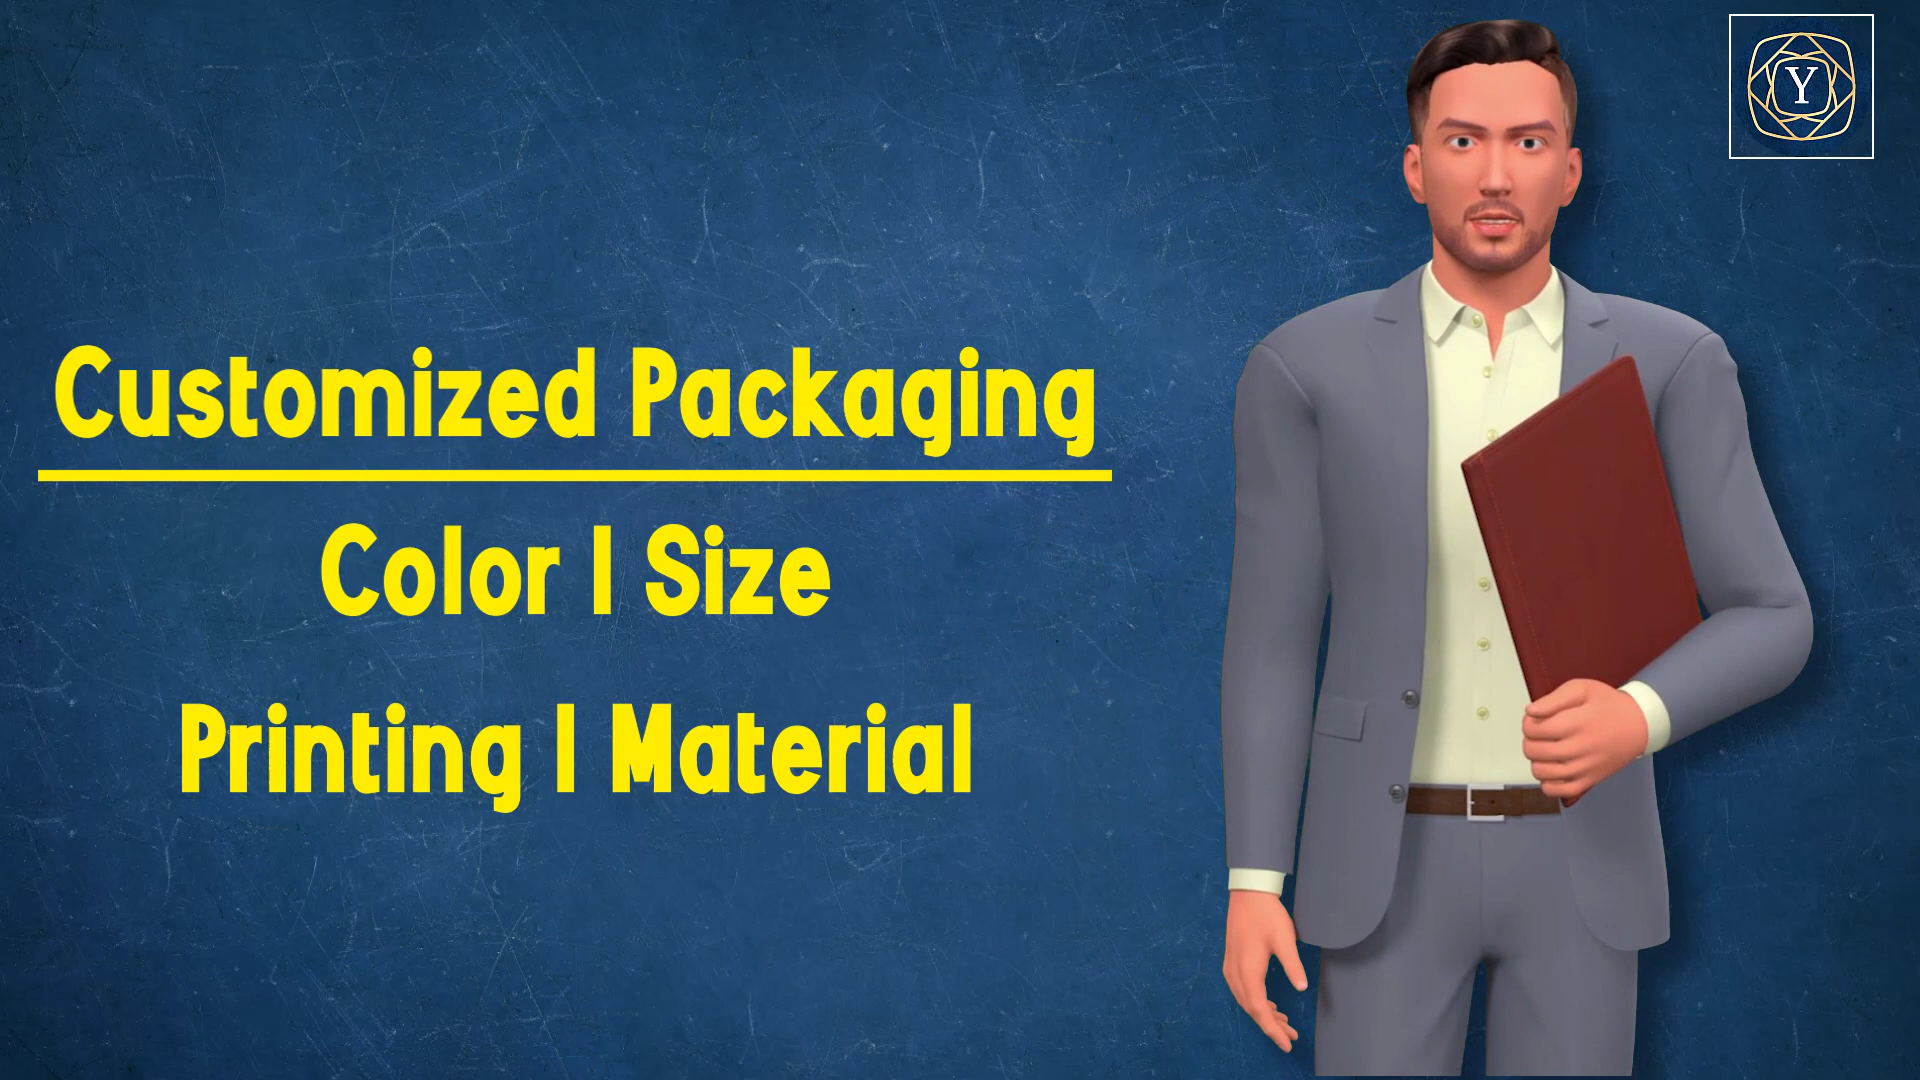 Y
Customized Packaging
Color | Size
Printing | Material